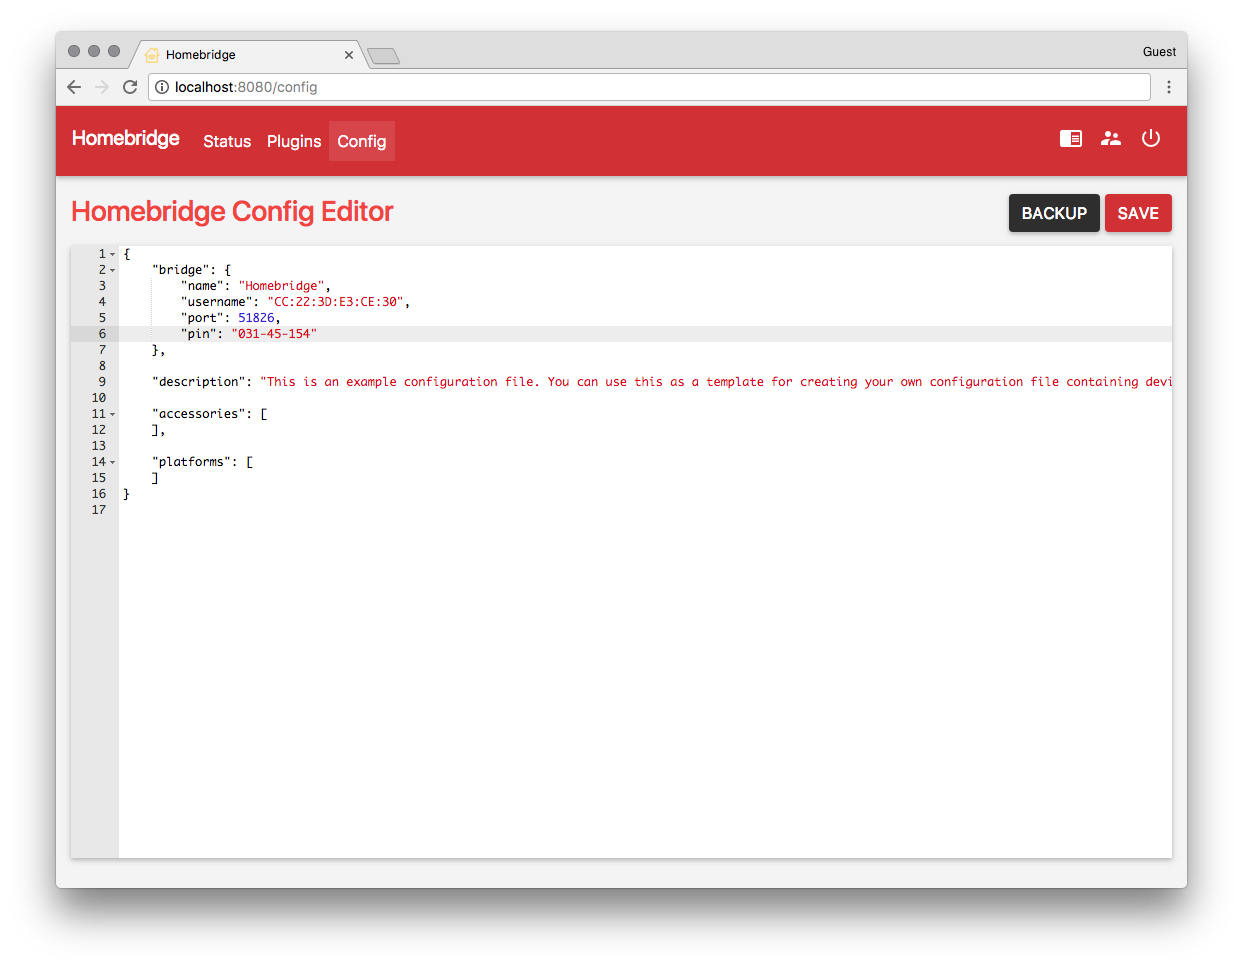 Homebridge
Guest
localhost:8080/config
Homebridge Status Plugins Config
Homebridge Config Editor
BACKUP SAVE
1 {
2 "bridge": {
3 "name": "Homebridge",
4 "username": "CC:22:3D:E3:CE:30",
5 "port": 51826,
6 "pin": "031-45-154"
7 },
8
9 "description": "This is an example configuration file. You can use this as a template for creating your own configuration file containing devi
10
11 "accessories": [
12 ],
13
14 "platforms": [
15 ]
16 }
17